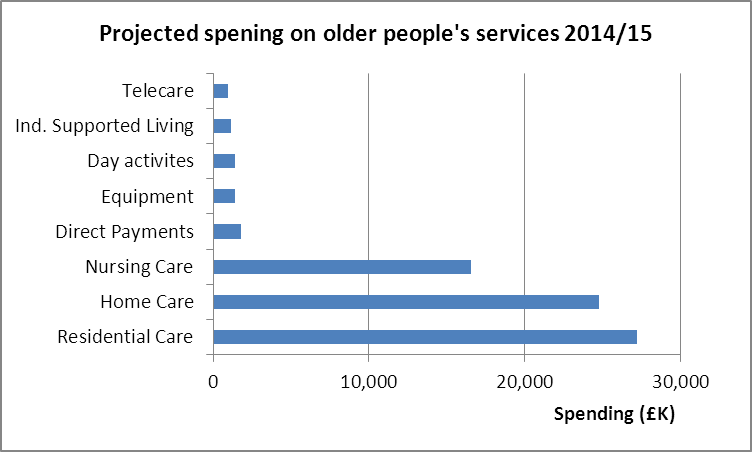 Projected spening on older people's services 2014/15
Telecare
Ind. Supported Living
Day activites
Equipment
Direct Payments
Nursing Care
Home Care
Residential Care
0 10,000 20,000 30,000
Spending (£K)